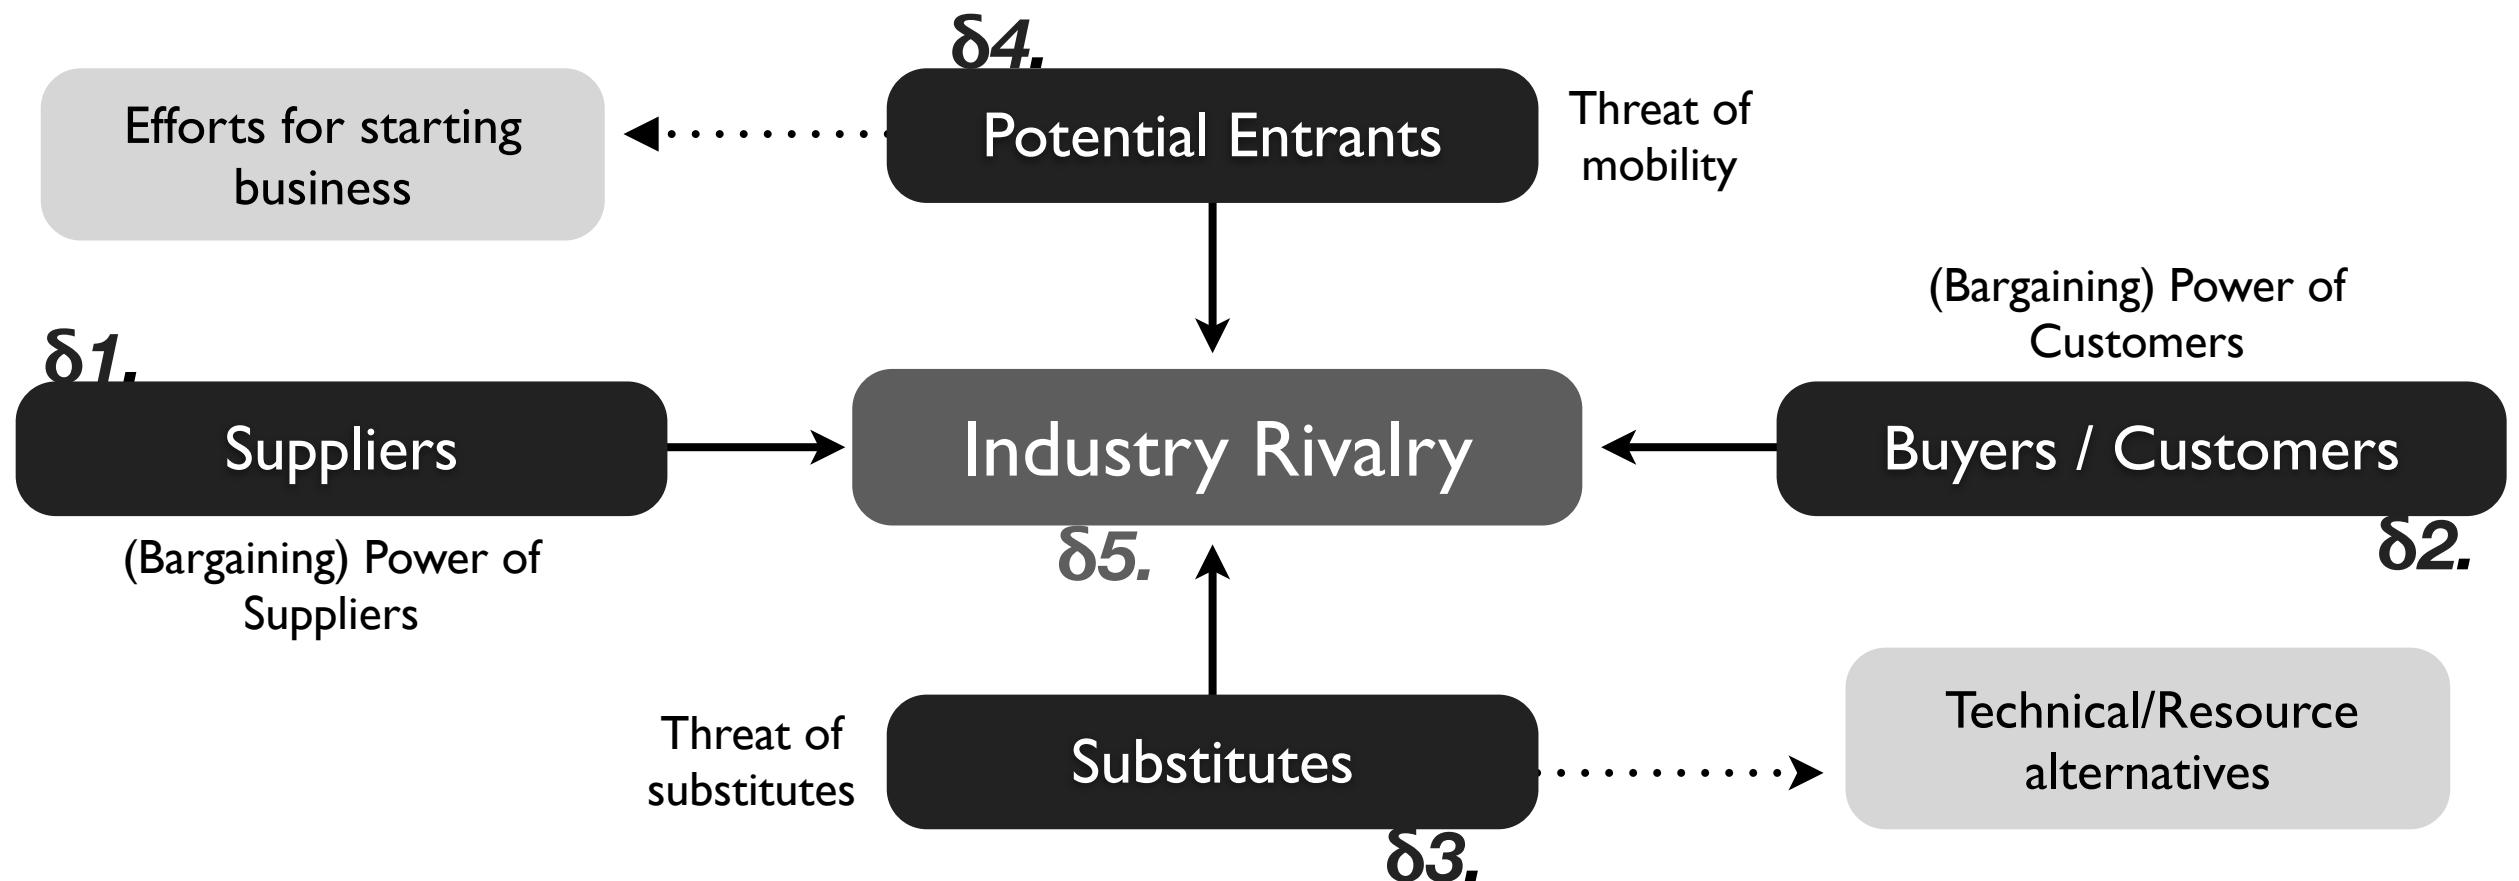 δ4.
Efforts for starting
business
Potential Entrants
Threat of
mobility
(Bargaining) Power of
Customers
δ1.
Suppliers
Industry Rivalry
Buyers / Customers
(Bargaining) Power of
Suppliers
δ5.
δ2.
Threat of
substitutes
Substitutes
Technical/Resource
alternatives
δ3.